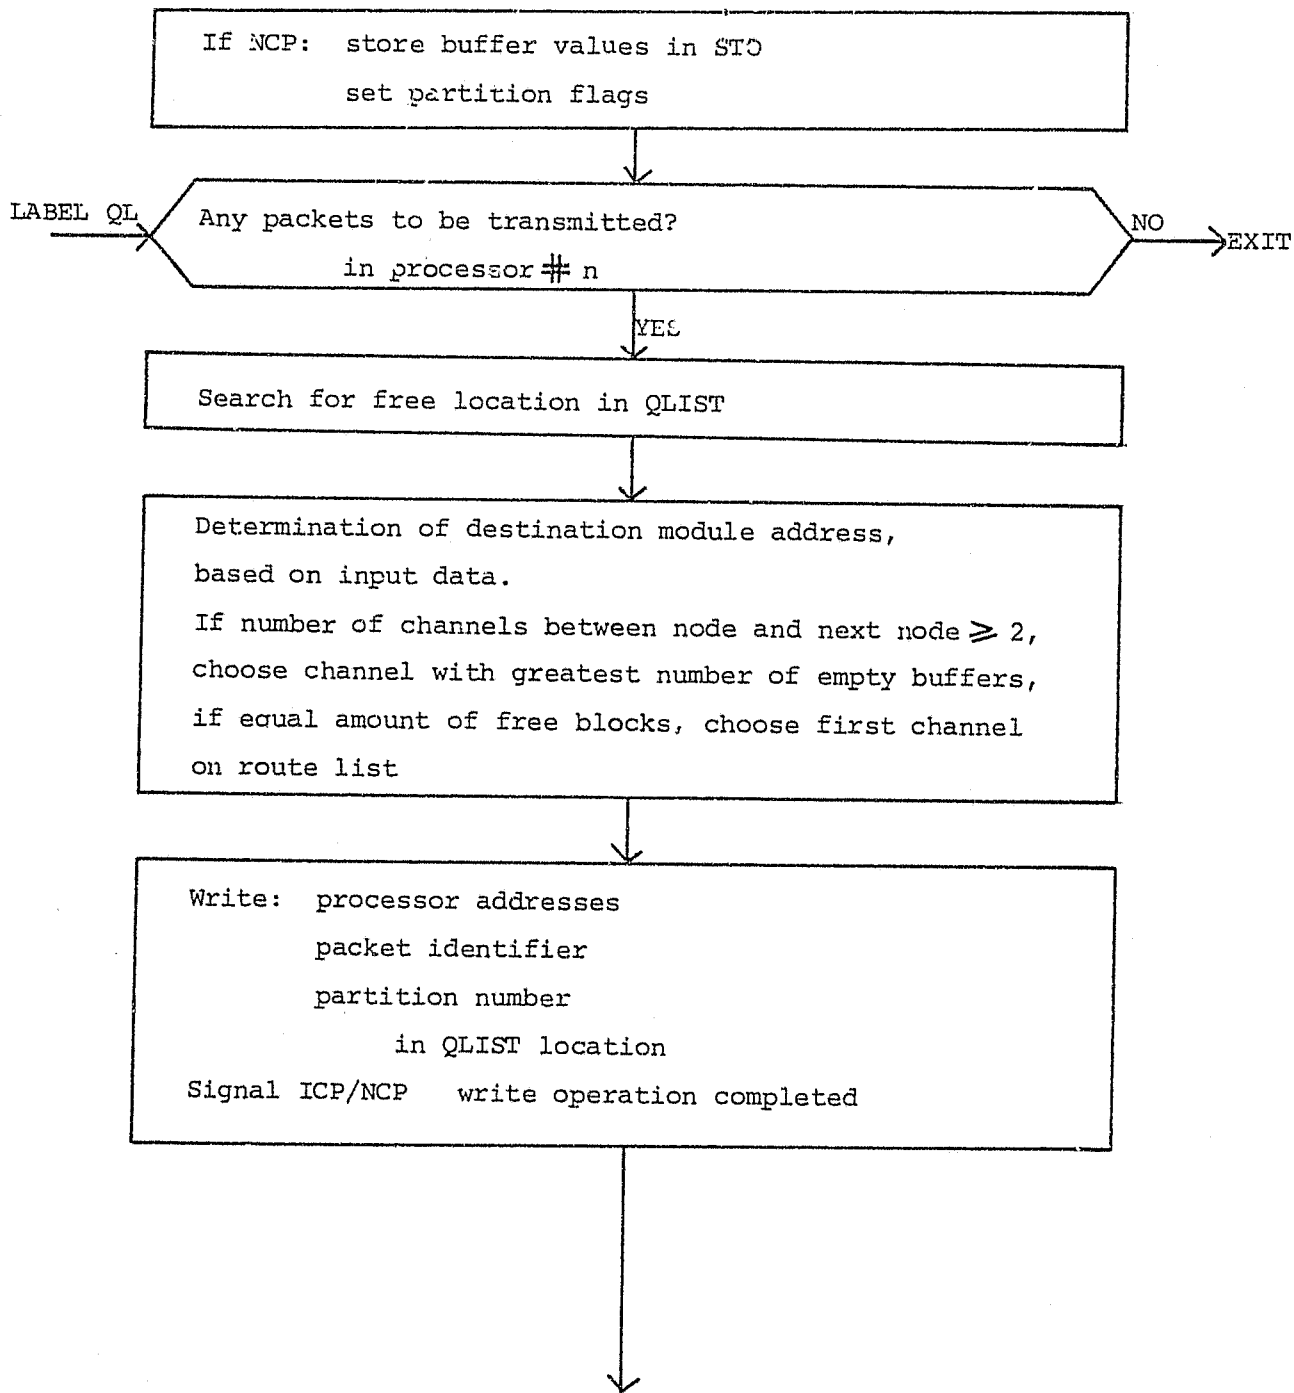 If NCP: store buffer values in STO
set partition flags
LABEL QL
Any packets to be transmitted?
in processor # n
NO
EXIT
YES
Search for free location in QLIST
Determination of destination module address,
based on input data.
If number of channels between node and next node ⩾ 2,
choose channel with greatest number of empty buffers,
if equal amount of free blocks, choose first channel
on route list
Write: processor addresses
packet identifier
partition number
in QLIST location
Signal ICP/NCP write operation completed